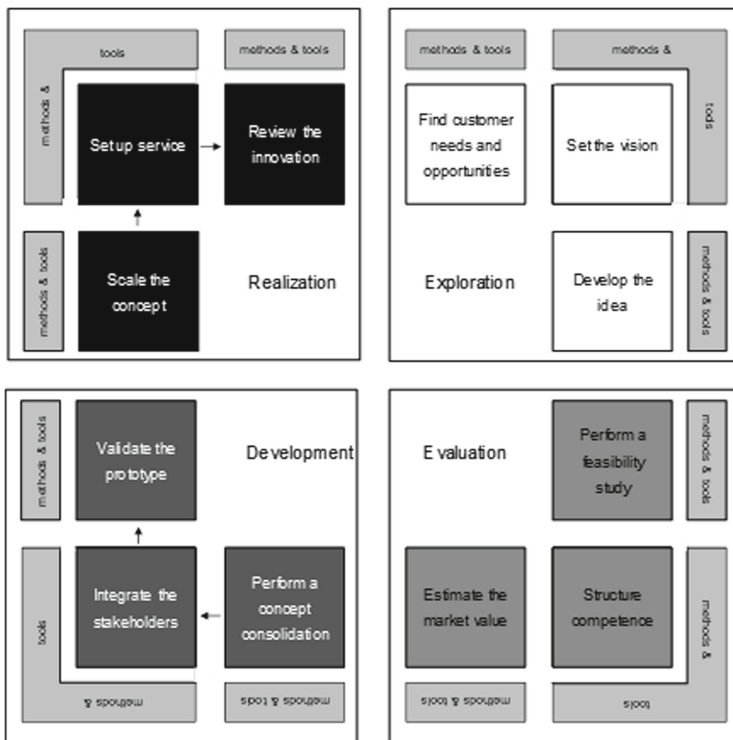 tools
methods &
methods & tools
Set up service
Review the
innovation
methods & tools
Scale the
concept
Realization
methods & tools
methods &
tools
Find customer
needs and
opportunities
Set the vision
Exploration
Develop the
idea
methods & tools
methods & tools
Validate the
prototype
Development
tools
Integrate the
stakeholders
Perform a
concept
consolidation
methods &
methods & tools
Evaluation
Perform a
feasibility
study
methods & tools
Estimate the
market value
Structure
competence
methods &
methods & tools
tools